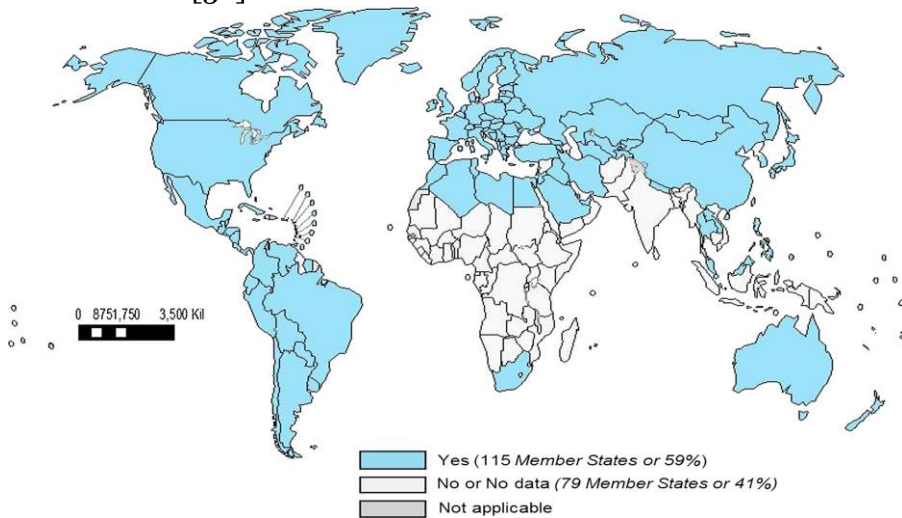 0 8751,750 3,500 Kil
Yes (115 Member States or 59%)
No or No data (79 Member States or 41%)
Not applicable